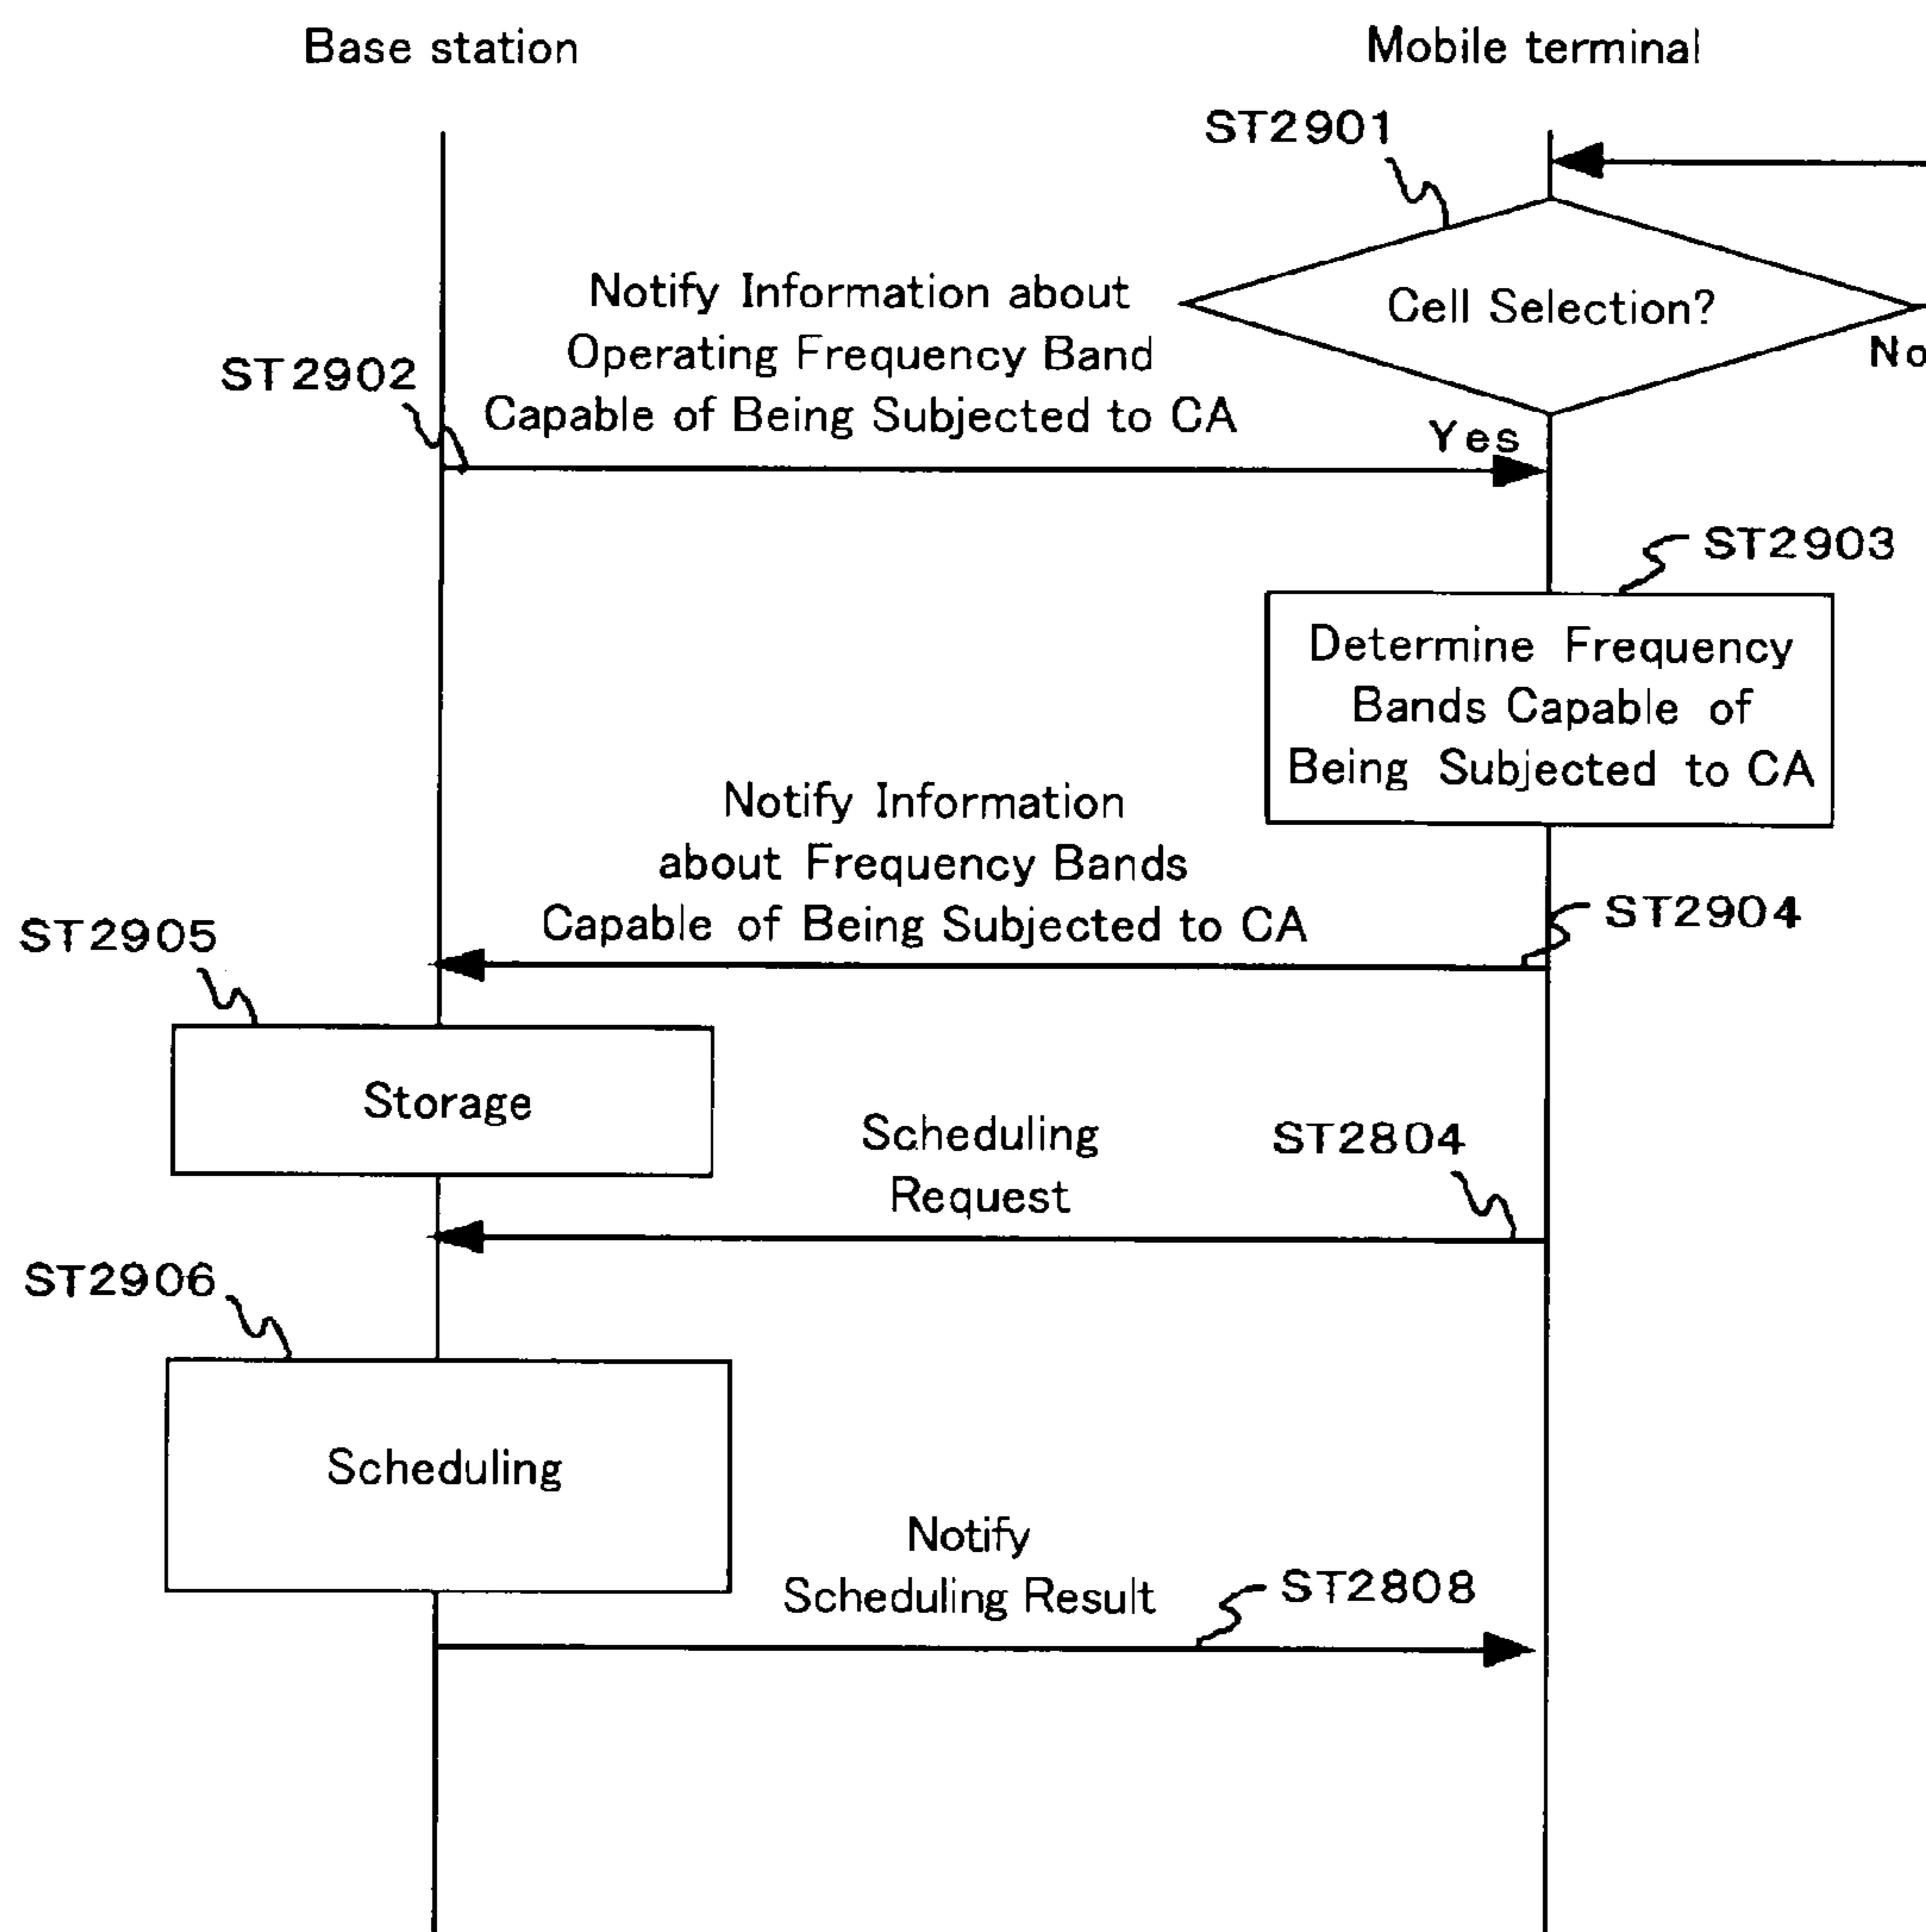 Base station
Mobile terminal
ST2901
Cell Selection?
No
Yes
Notify Information about
Operating Frequency Band
Capable of Being Subjected to CA
ST2902
ST2903
Determine Frequency
Bands Capable of
Being Subjected to CA
Notify Information
about Frequency Bands
Capable of Being Subjected to CA
ST2904
ST2905
Storage
Scheduling
Request
ST2804
ST2906
Scheduling
Notify
Scheduling Result
ST2808